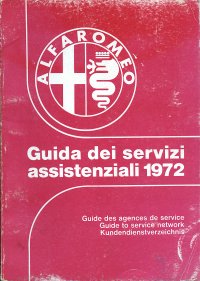 ALFA ROMEO
Guida dei servizi
assistenziali 1972
Guide des agences de service
Guide to service network
Kundendienstverzeichnis